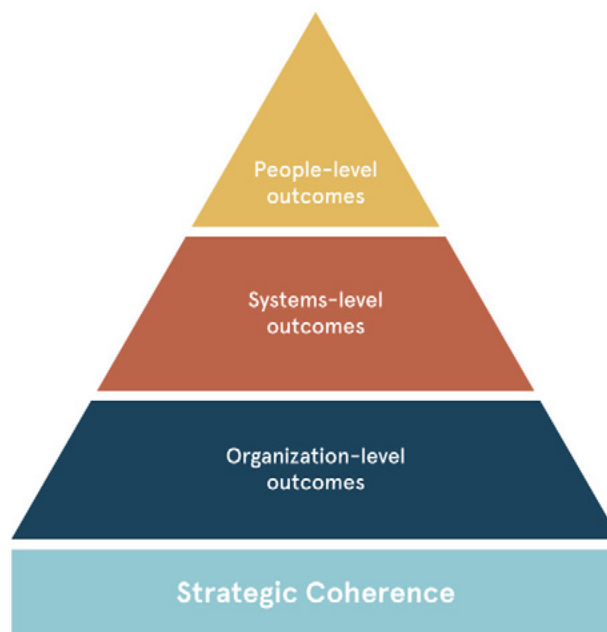 People-level
outcomes
Systems-level
outcomes
Organization-level
outcomes
Strategic Coherence